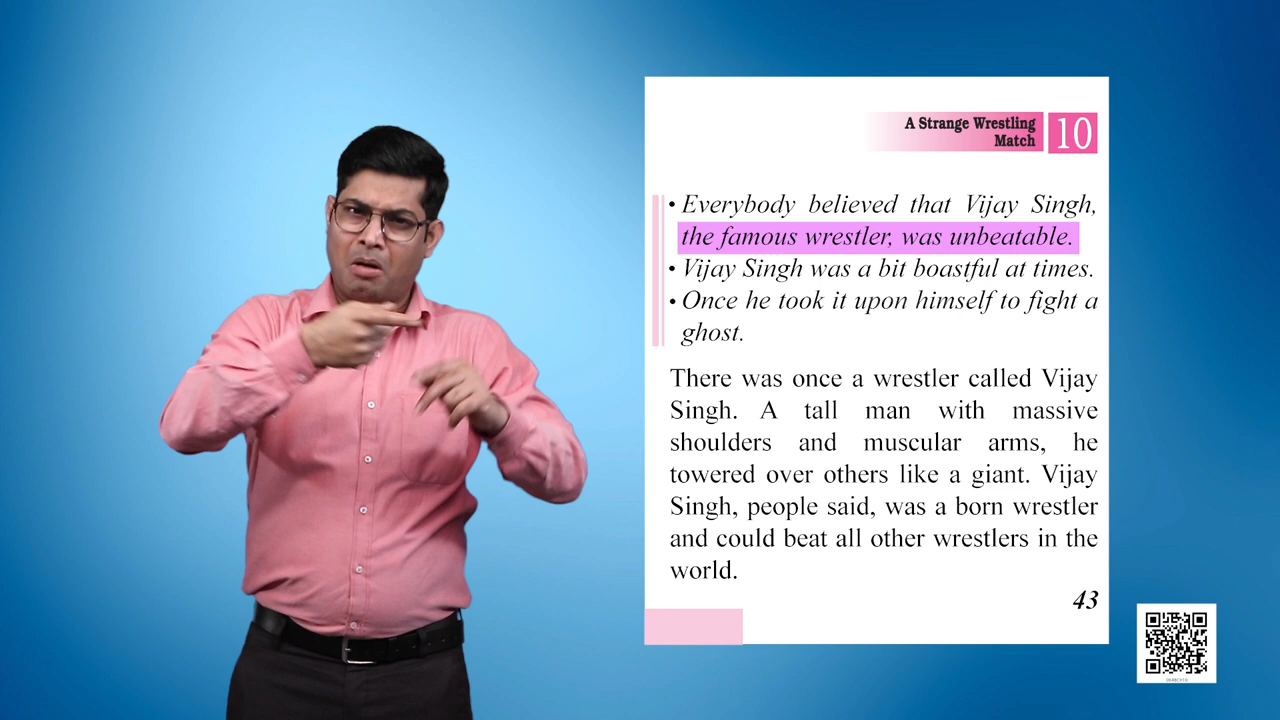 A Strange Wrestling
Match
10
• Everybody believed that Vijay Singh,
the famous wrestler, was unbeatable.
• Vijay Singh was a bit boastful at times.
• Once he took it upon himself to fight a
ghost.
There was once a wrestler called Vijay
Singh. A tall man with massive
shoulders and muscular arms, he
towered over others like a giant. Vijay
Singh, people said, was a born wrestler
and could beat all other wrestlers in the
world.
43